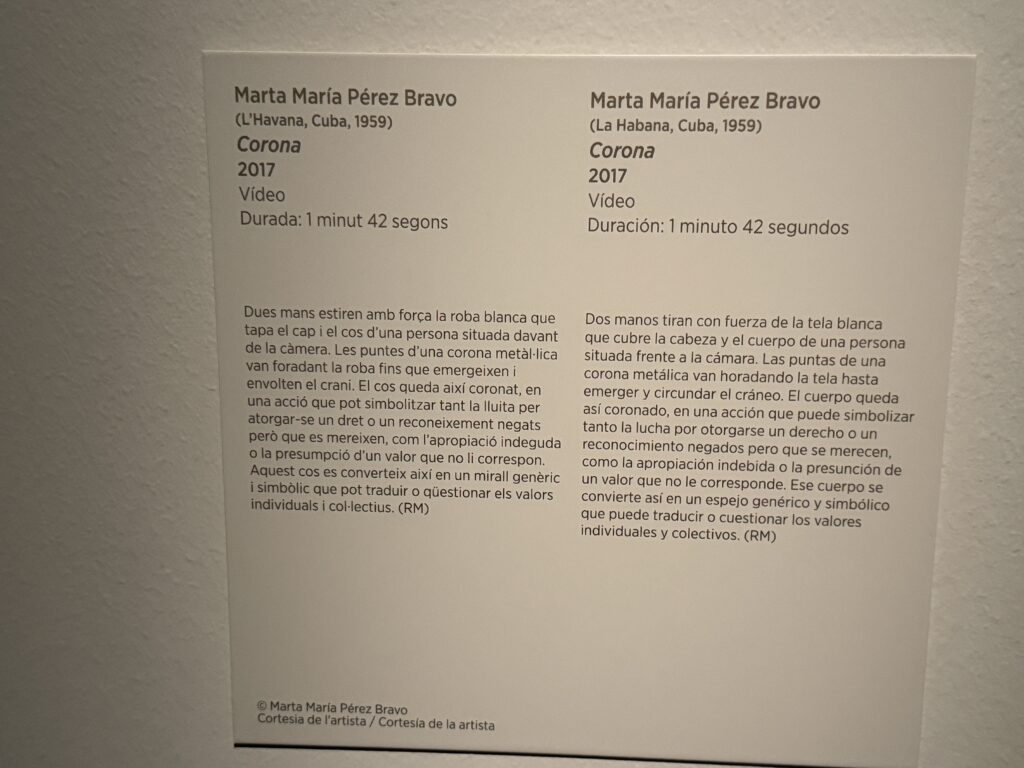 Marta María Pérez Bravo
(L'Havana, Cuba, 1959)
Corona
2017
Vídeo
Durada: 1 minut 42 segons
Dues mans estiren amb força la roba blanca que
tapa el cap i el cos d'una persona situada davant
de la càmera. Les puntes d'una corona metàl·lica
van foradant la roba fins que emergeixen i
envolten el crani. El cos queda així coronat, en
una acció que pot simbolitzar tant la lluita per
atorgar-se un dret o un reconeixement negats
però que es mereixen, com l'apropiació indeguda
o la presumpció d'un valor que no li correspon.
Aquest cos es converteix així en un mirall genèric
i simbòlic que pot traduir o qüestionar els valors
individuals i col·lectius. (RM)
Marta María Pérez Bravo
(La Habana, Cuba, 1959)
Corona
2017
Vídeo
Duración: 1 minuto 42 segundos
Dos manos tiran con fuerza de la tela blanca
que cubre la cabeza y el cuerpo de una persona
situada frente a la cámara. Las puntas de una
corona metálica van horadando la tela hasta
emerger y circundar el cráneo. El cuerpo queda
así coronado, en una acción que puede simbolizar
tanto la lucha por otorgarse un derecho o un
reconocimiento negados pero que se merecen,
como la apropiación indebida o la presunción de
un valor que no le corresponde. Ese cuerpo se
convierte así en un espejo genérico y simbólico
que puede traducir o cuestionar los valores
individuales y colectivos. (RM)
© Marta María Pérez Bravo
Cortesia de l'artista / Cortesía de la artista